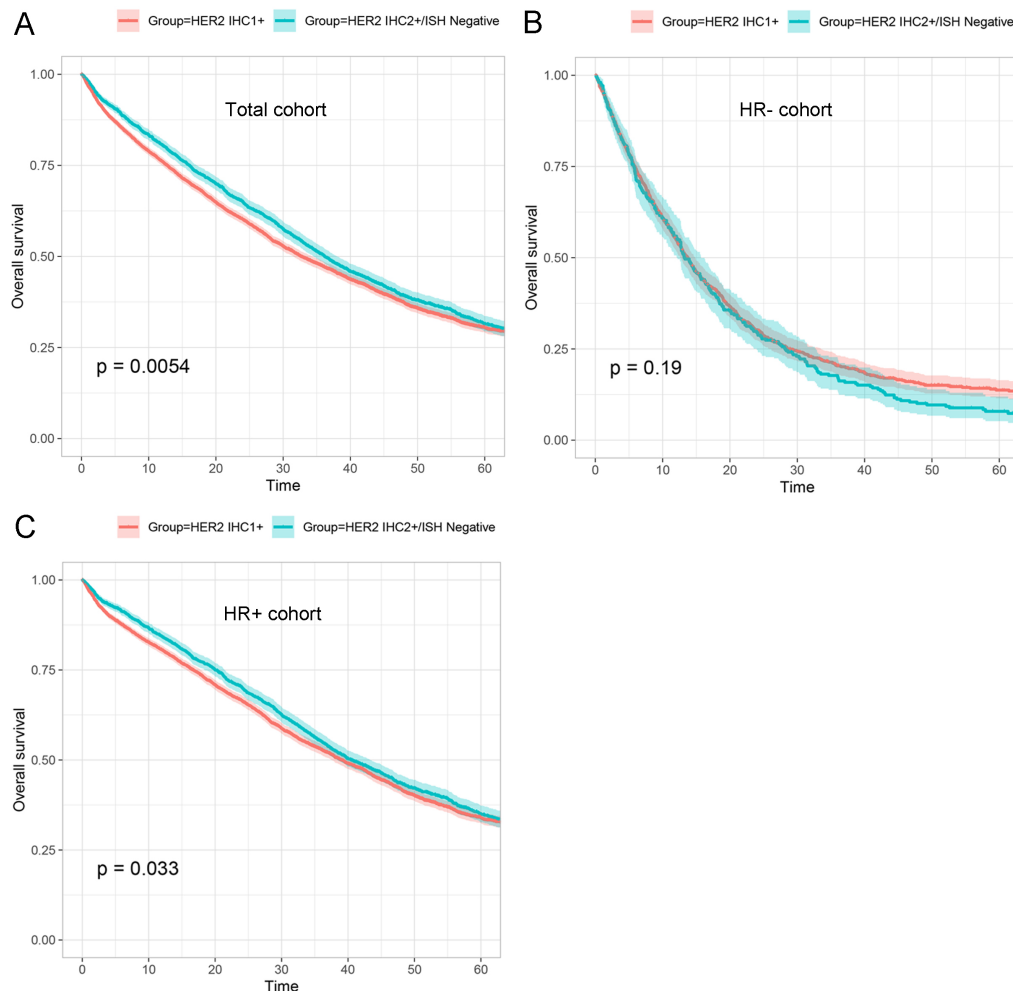 A
Group=HER2 IHC1+ Group=HER2 IHC2+/ISH Negative
Total cohort
p = 0.0054
Overall survival
1.00
0.75
0.50
0.25
0.00
0 10 20 30 40 50 60
Time
B
Group=HER2 IHC1+ Group=HER2 IHC2+/ISH Negative
HR- cohort
p = 0.19
Overall survival
1.00
0.75
0.50
0.25
0.00
0 10 20 30 40 50 60
Time
C
Group=HER2 IHC1+ Group=HER2 IHC2+/ISH Negative
HR+ cohort
p = 0.033
Overall survival
1.00
0.75
0.50
0.25
0.00
0 10 20 30 40 50 60
Time